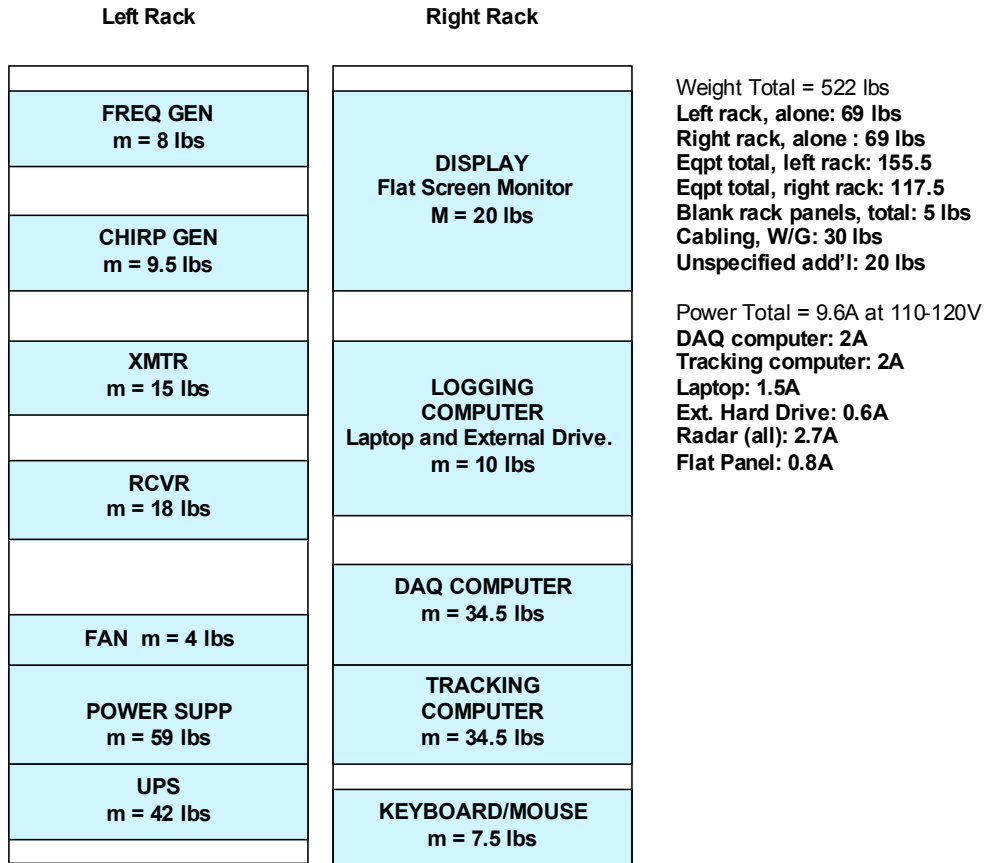 Left Rack
FREQ GEN
m = 8 lbs
CHIRP GEN
m = 9.5 lbs
XMTR
m = 15 lbs
RCVR
m = 18 lbs
FAN  m = 4 lbs
POWER SUPP
m = 59 lbs
UPS
m = 42 lbs
Right Rack
DISPLAY
Flat Screen Monitor
M = 20 lbs
LOGGING
COMPUTER
Laptop and External Drive.
m = 10 lbs
DAQ COMPUTER
m = 34.5 lbs
TRACKING
COMPUTER
m = 34.5 lbs
KEYBOARD/MOUSE
m = 7.5 lbs
Weight Total = 522 lbs
Left rack, alone: 69 lbs
Right rack, alone : 69 lbs
Eqpt total, left rack: 155.5
Eqpt total, right rack: 117.5
Blank rack panels, total: 5 lbs
Cabling, W/G: 30 lbs
Unspecified add’l: 20 lbs
Power Total = 9.6A at 110-120V
DAQ computer: 2A
Tracking computer: 2A
Laptop: 1.5A
Ext. Hard Drive: 0.6A
Radar (all): 2.7A
Flat Panel: 0.8A